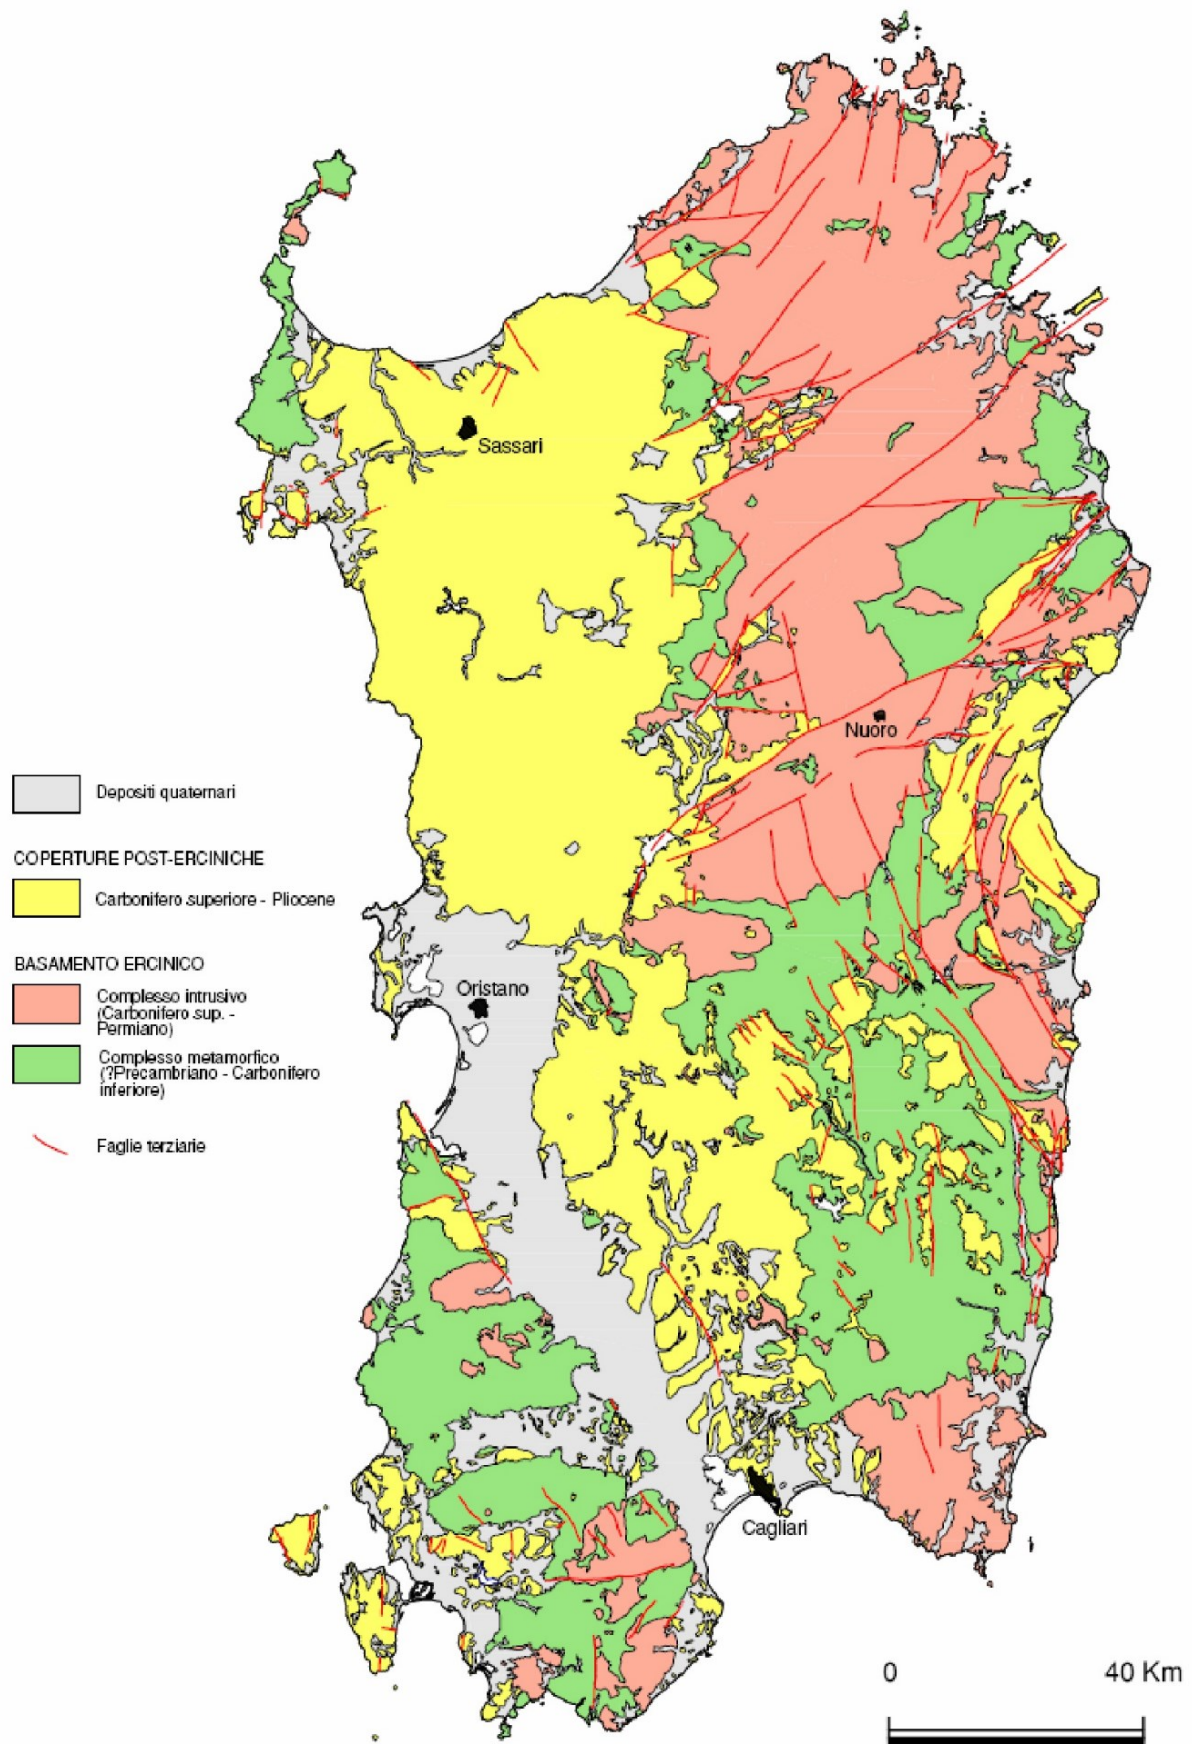 Sassari
Nuoro
Depositi quaternari
COPERTURE POST-ERCINICHE
Carbonifero superiore - Pliocene
BASAMENTO ERCINICO
Complesso intrusivo
(Carbonifero sup. -
Permiano)
Oristano
Complesso metamorfico
(?Precambriano - Carbonifero
inferiore)
Faglie terziarie
Cagliari
0 40 Km